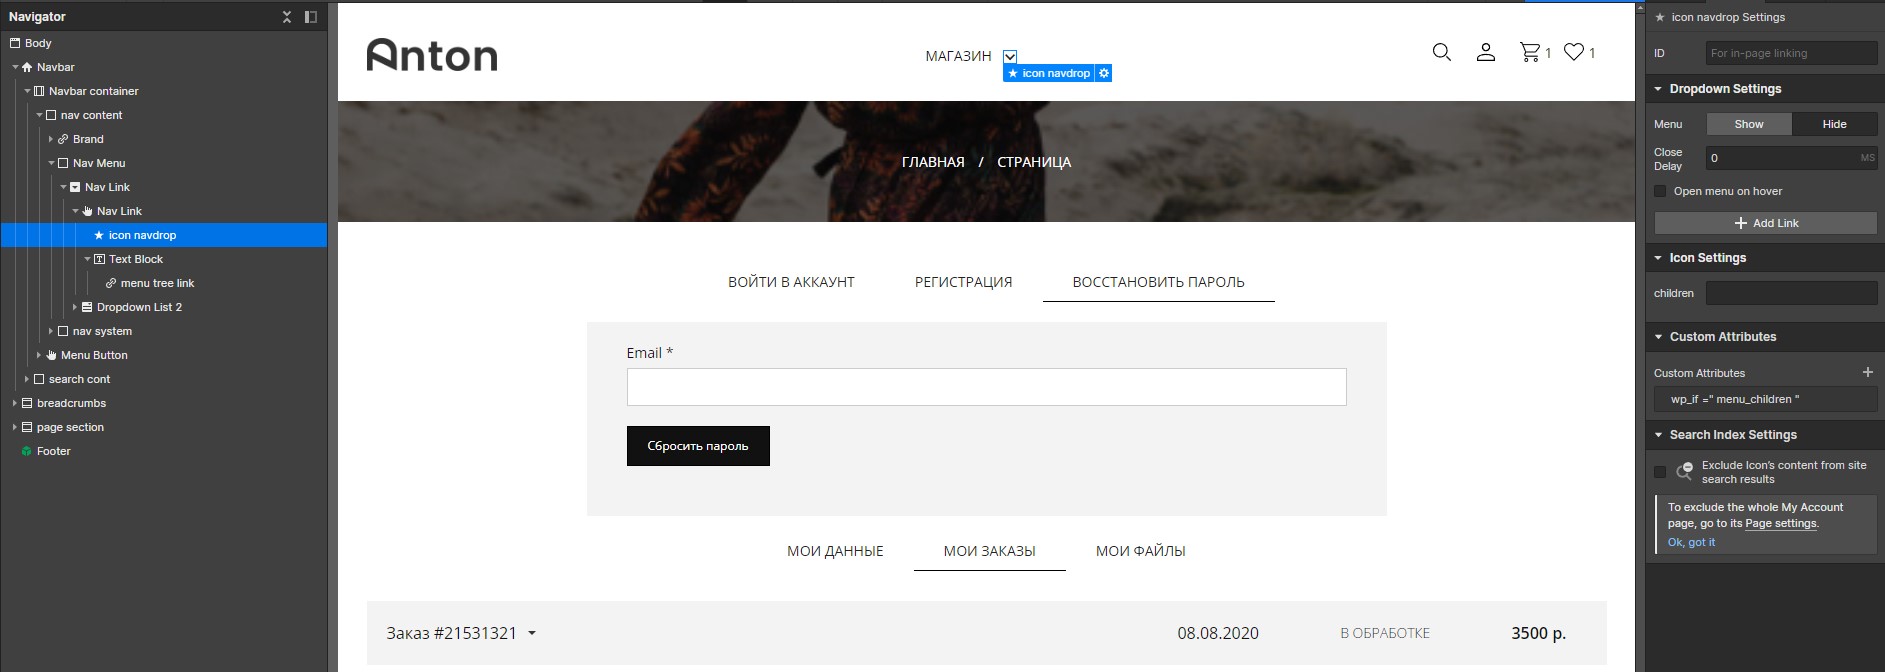 Navigator
Body
Navbar
Navbar container
nav content
Brand
Nav Menu
Nav Link
Nav Link
icon navdrop
Text Block
menu tree link
Dropdown List 2
nav system
Menu Button
search cont
breadcrumbs
page section
Footer
Anton
МАГАЗИН
icon navdrop
1
1
ГЛАВНАЯ / СТРАНИЦА
ВОЙТИ В АККАУНТ
РЕГИСТРАЦИЯ
ВОССТАНОВИТЬ ПАРОЛЬ
Email *
Сбросить пароль
МОИ ДАННЫЕ
МОИ ЗАКАЗЫ
МОИ ФАЙЛЫ
Заказ #21531321
08.08.2020
В ОБРАБОТКЕ
3500 р.
icon navdrop Settings
ID
For in-page linking
Dropdown Settings
Menu
Show
Hide
Close
Delay
0
MS
Open menu on hover
Add Link
Icon Settings
children
Custom Attributes
Custom Attributes
wp_if =" menu_children "
Search Index Settings
Exclude Icon's content from site
search results
To exclude the whole My Account
page, go to its Page settings.
Ok, got it